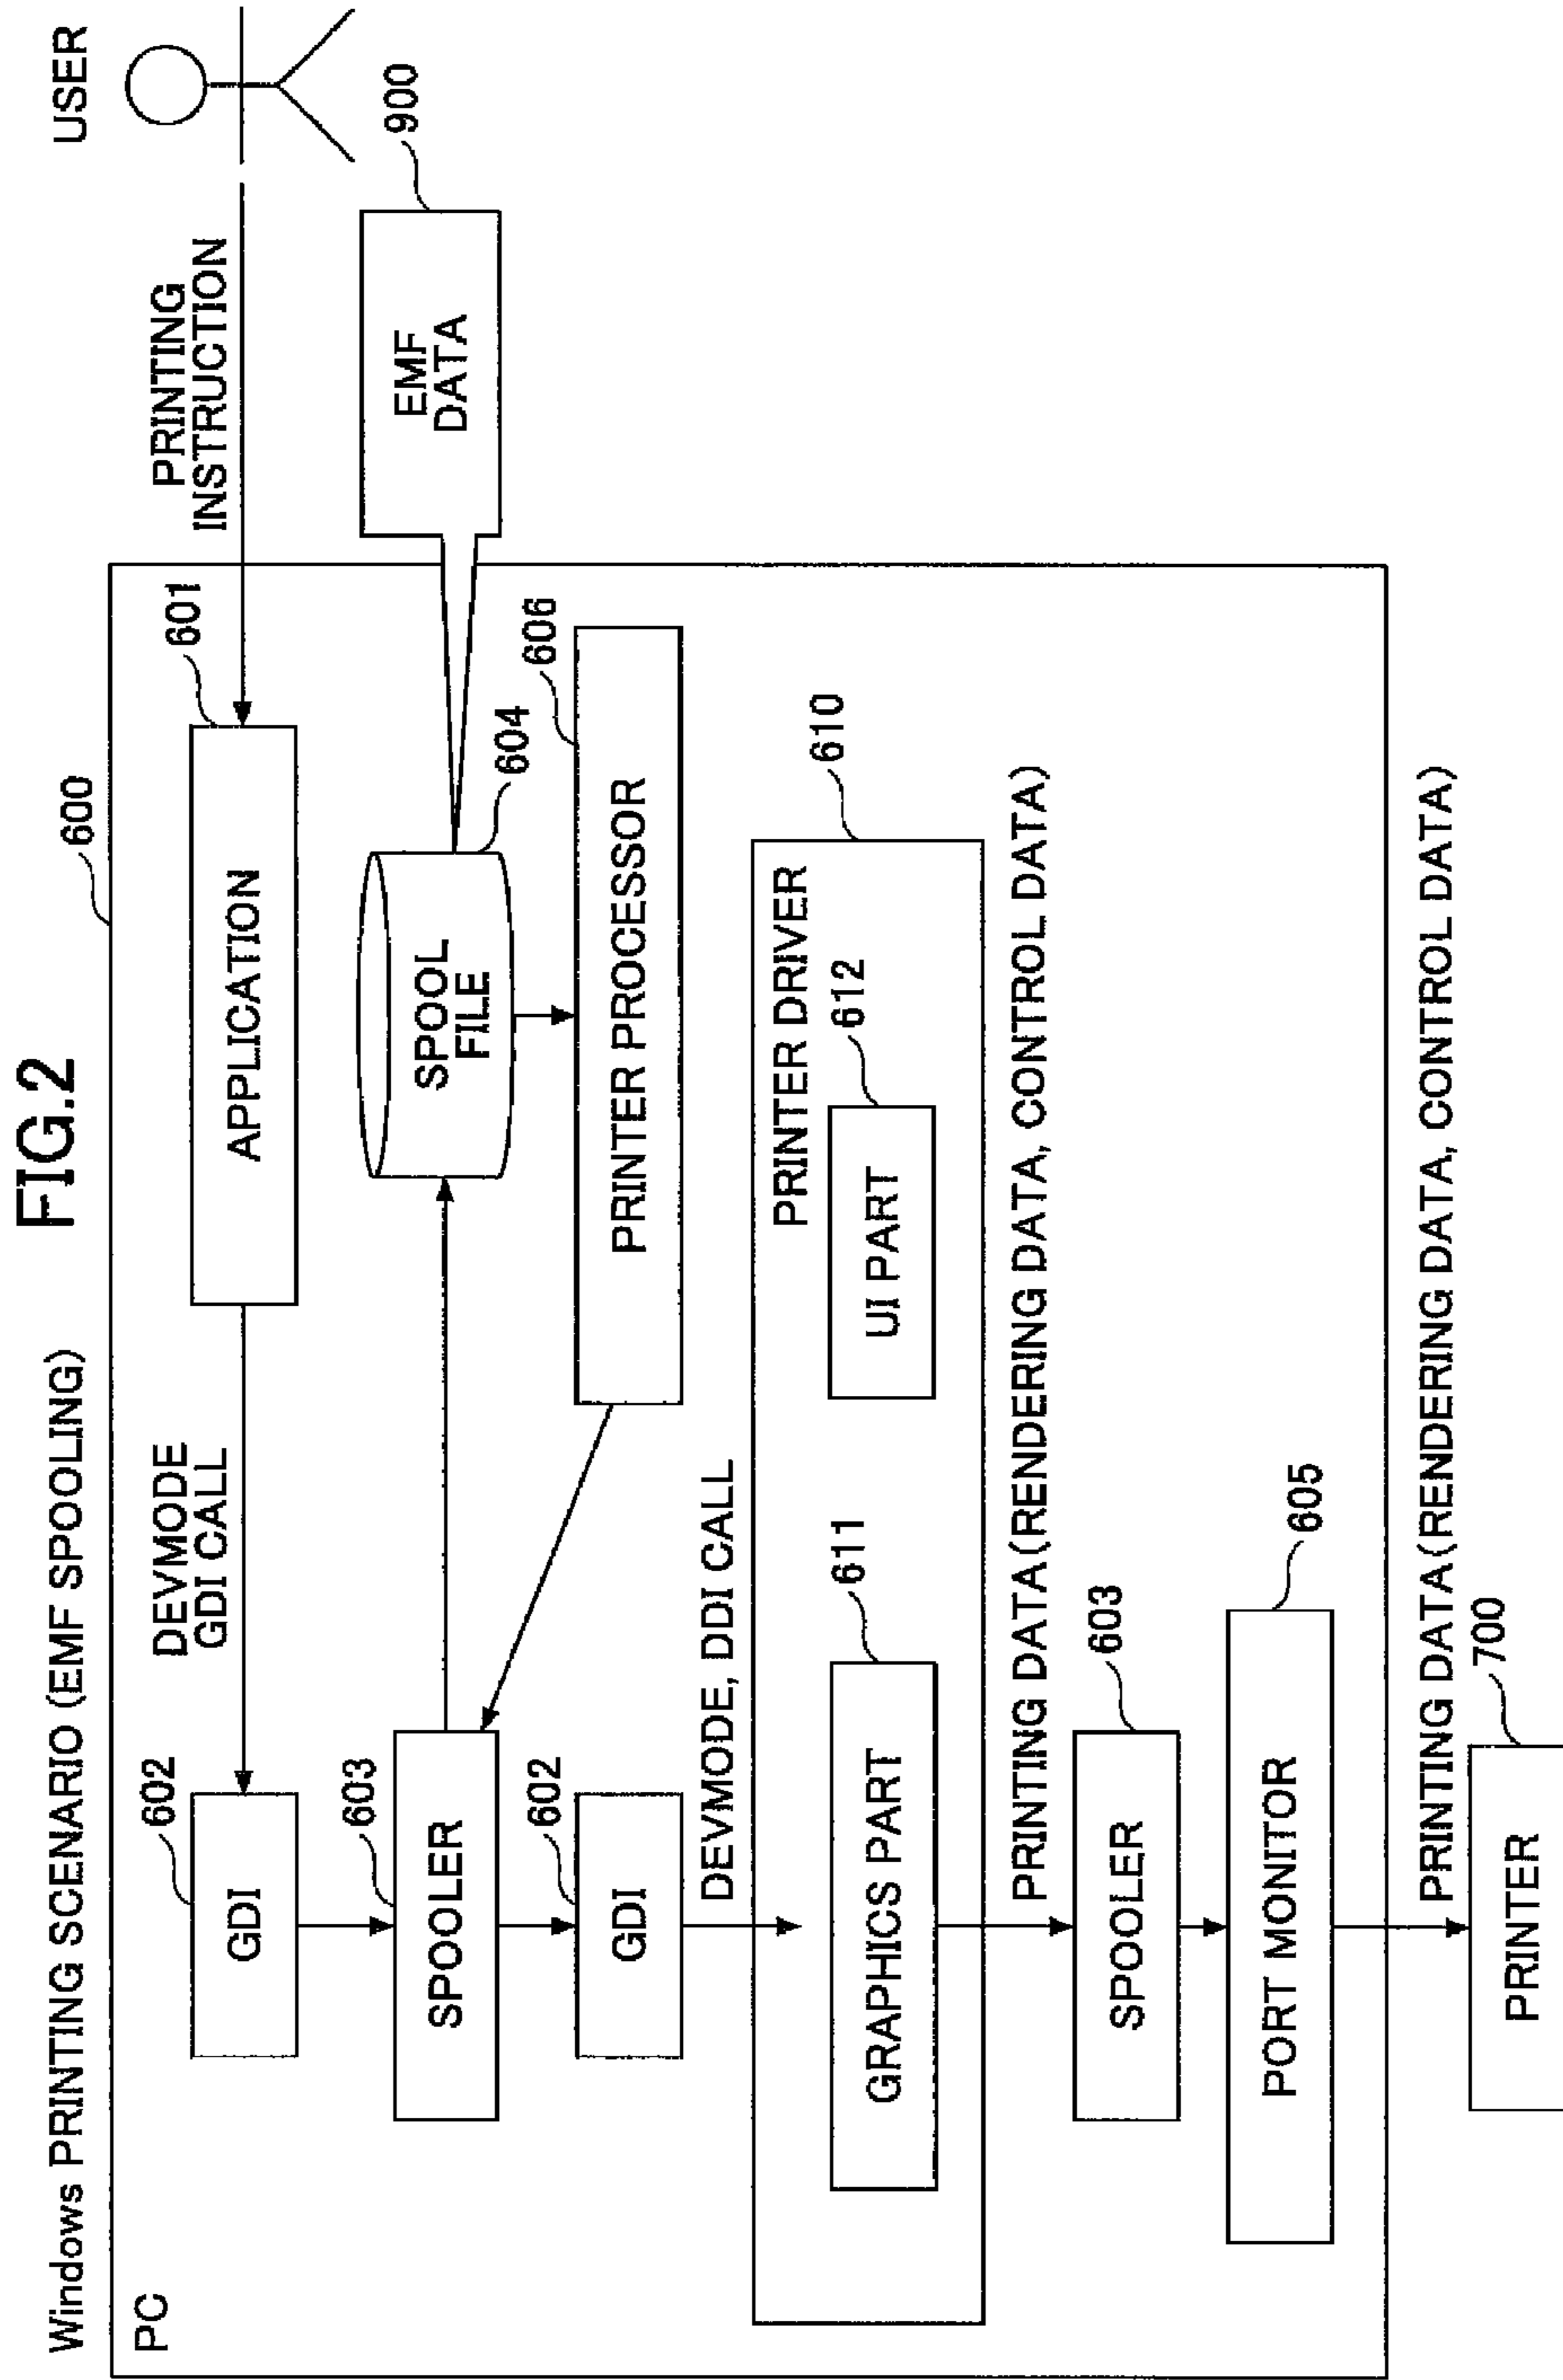 FIG.2
Windows PRINTING SCENARIO (EMF SPOOLING)
USER
PC
600
PRINTING
INSTRUCTION
601
APPLICATION
DEVMODE
GDI CALL
602
GDI
900
EMF
DATA
604
SPOOL
FILE
603
SPOOLER
606
PRINTER PROCESSOR
602
GDI
DEVMODE, DDI CALL
610
PRINTER DRIVER
612
UI PART
611
GRAPHICS PART
PRINTING DATA(RENDERING DATA, CONTROL DATA)
603
SPOOLER
605
PORT MONITOR
PRINTING DATA(RENDERING DATA, CONTROL DATA)
700
PRINTER